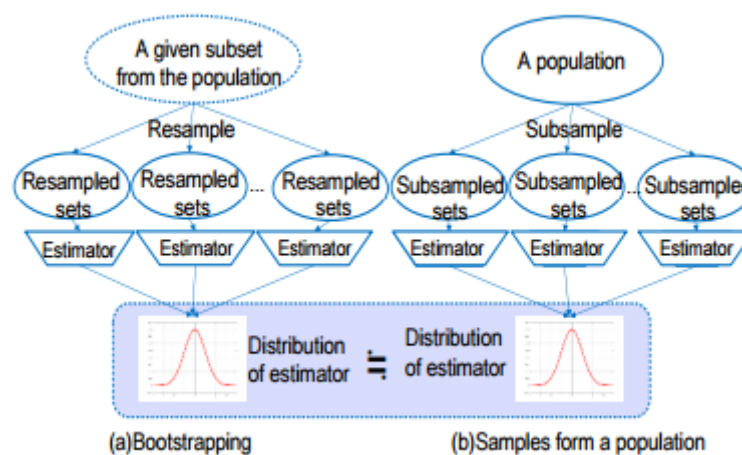 A given subset
from the population
A population
Resample
Subsample
Resampled
sets
Resampled
sets
...
Resampled
sets
Subsampled
sets
Subsampled
sets
...
Subsampled
sets
Estimator
Estimator
Estimator
Estimator
Estimator
Estimator
Distribution
of estimator
Distribution
of estimator
(a)Bootstrapping
(b)Samples form a population